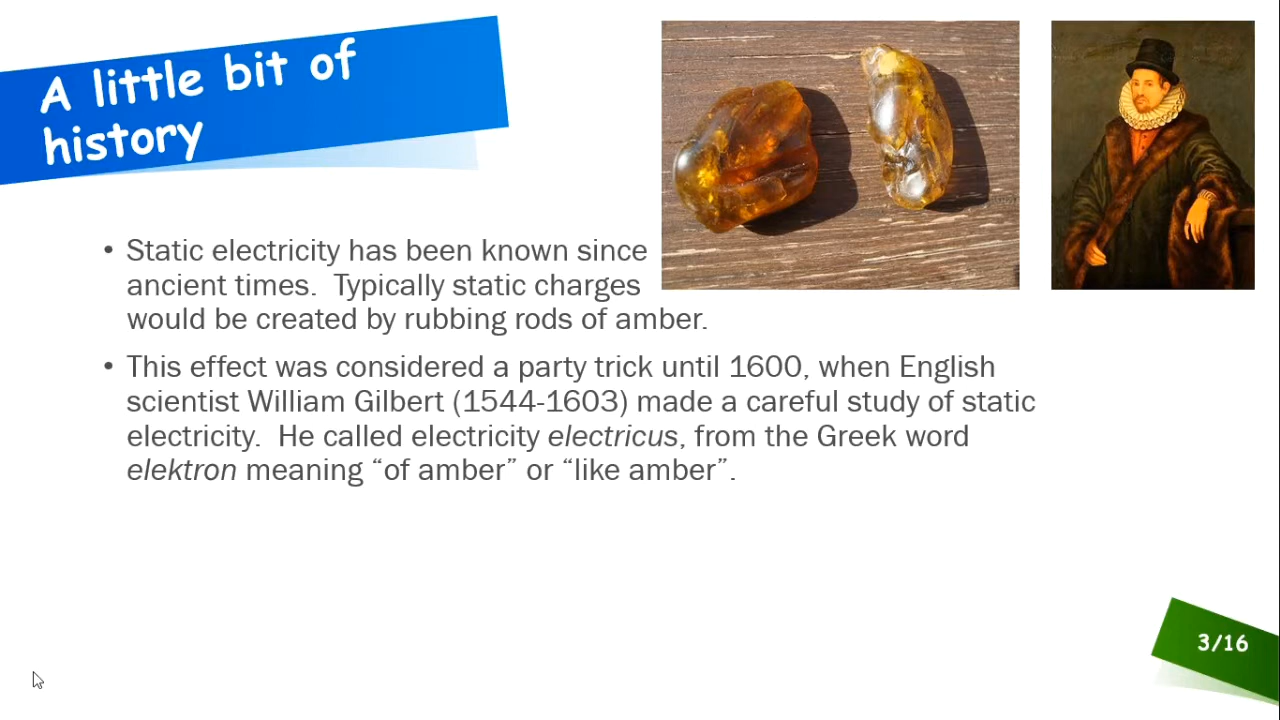 A little bit of
history
• Static electricity has been known since
ancient times.  Typically static charges
would be created by rubbing rods of amber.
• This effect was considered a party trick until 1600, when English
scientist William Gilbert (1544-1603) made a careful study of static
electricity.  He called electricity electricus, from the Greek word
elektron meaning “of amber” or “like amber”.
3/16